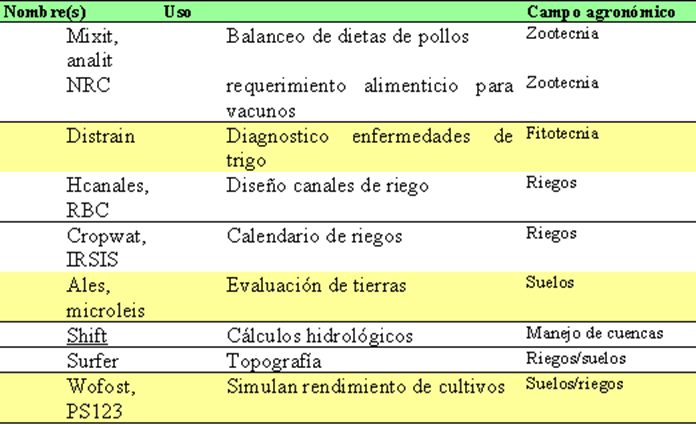 Nombre(s) Uso Campo agronómico
Mixit, Balanceo de dietas de pollos Zootecnia
analit
NRC requerimiento alimenticio para Zootecnia
vacunos
Distrain Diagnostico enfermedades de Fitotecnia
trigo
Hcanales, Diseño canales de riego Riegos
RBC
Cropwat, Calendario de riegos Riegos
IRSIS
Ales, Evaluación de tierras Suelos
microleis
Shift Cálculos hidrológicos Manejo de cuencas
Surfer Topografía Riegos/suelos
Wofost, Simulan rendimiento de cultivos Suelos/riegos
PS123